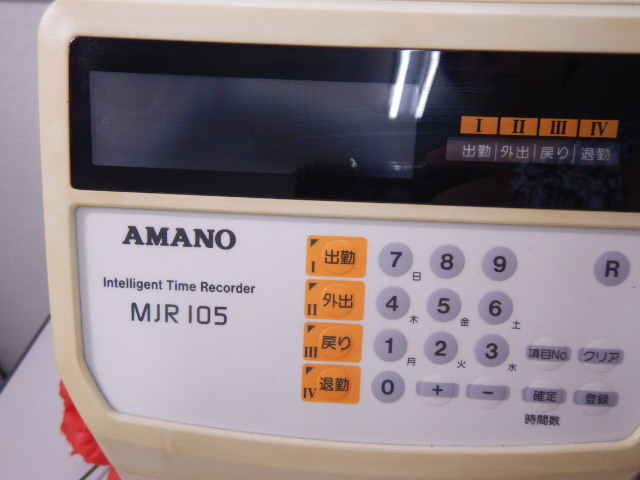 I II III IV
出勤 外出 戻り 退勤
AMANO
Intelligent Time Recorder
MJR 105
I 出勤 7 日 8 9 R
II 外出 4 木 5 金 6 土
III 戻り 1 月 2 火 3 水 項目No. クリア
IV 退勤 0 + − 確定 登録
時間数